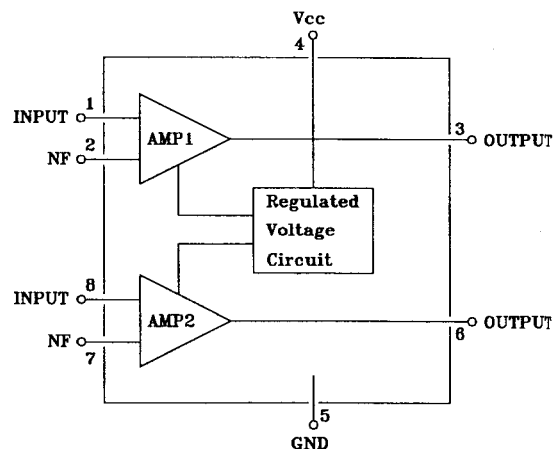 Vcc
4
1
INPUT
AMP1
3
OUTPUT
2
NF
Regulated
Voltage
Circuit
8
INPUT
AMP2
6
OUTPUT
NF
7
5
GND